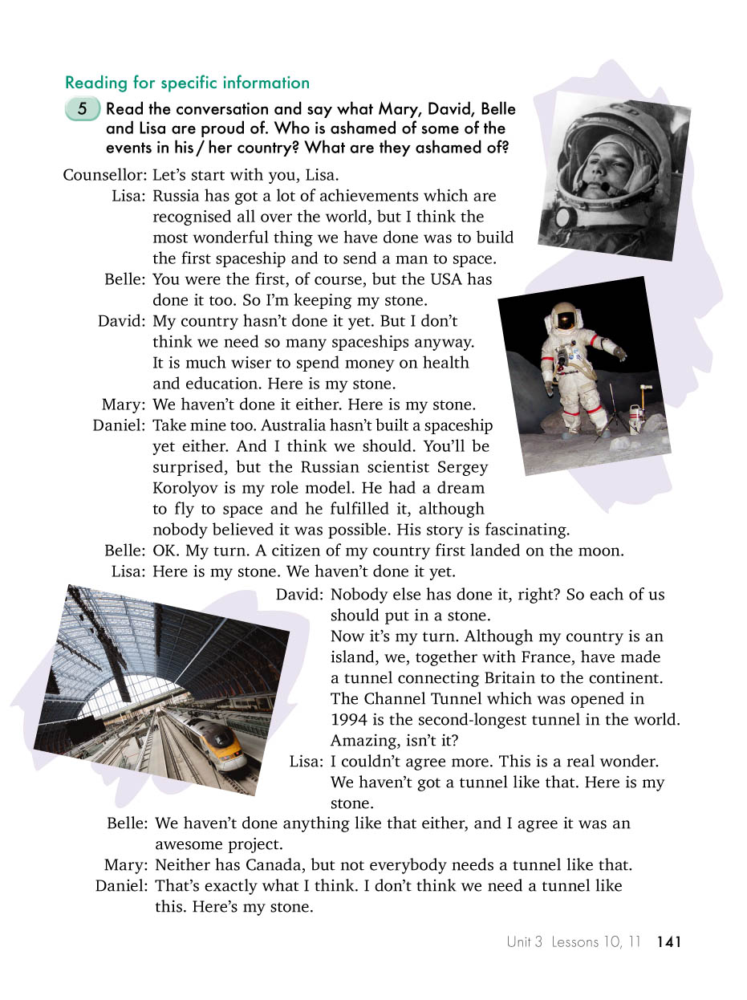 Reading for specific information
5 Read the conversation and say what Mary, David, Belle
and Lisa are proud of. Who is ashamed of some of the
events in his / her country? What are they ashamed of?
Counsellor: Let's start with you, Lisa.
Lisa: Russia has got a lot of achievements which are
recognised all over the world, but I think the
most wonderful thing we have done was to build
the first spaceship and to send a man to space.
Belle: You were the first, of course, but the USA has
done it too. So I'm keeping my stone.
David: My country hasn't done it yet. But I don't
think we need so many spaceships anyway.
It is much wiser to spend money on health
and education. Here is my stone.
Mary: We haven't done it either. Here is my stone.
Daniel: Take mine too. Australia hasn't built a spaceship
yet either. And I think we should. You'll be
surprised, but the Russian scientist Sergey
Korolyov is my role model. He had a dream
to fly to space and he fulfilled it, although
nobody believed it was possible. His story is fascinating.
Belle: OK. My turn. A citizen of my country first landed on the moon.
Lisa: Here is my stone. We haven't done it yet.
David: Nobody else has done it, right? So each of us
should put in a stone.
Now it's my turn. Although my country is an
island, we, together with France, have made
a tunnel connecting Britain to the continent.
The Channel Tunnel which was opened in
1994 is the second-longest tunnel in the world.
Amazing, isn't it?
Lisa: I couldn't agree more. This is a real wonder.
We haven't got a tunnel like that. Here is my
stone.
Belle: We haven't done anything like that either, and I agree it was an
awesome project.
Mary: Neither has Canada, but not everybody needs a tunnel like that.
Daniel: That's exactly what I think. I don't think we need a tunnel like
this. Here's my stone.
Unit 3 Lessons 10, 11 141